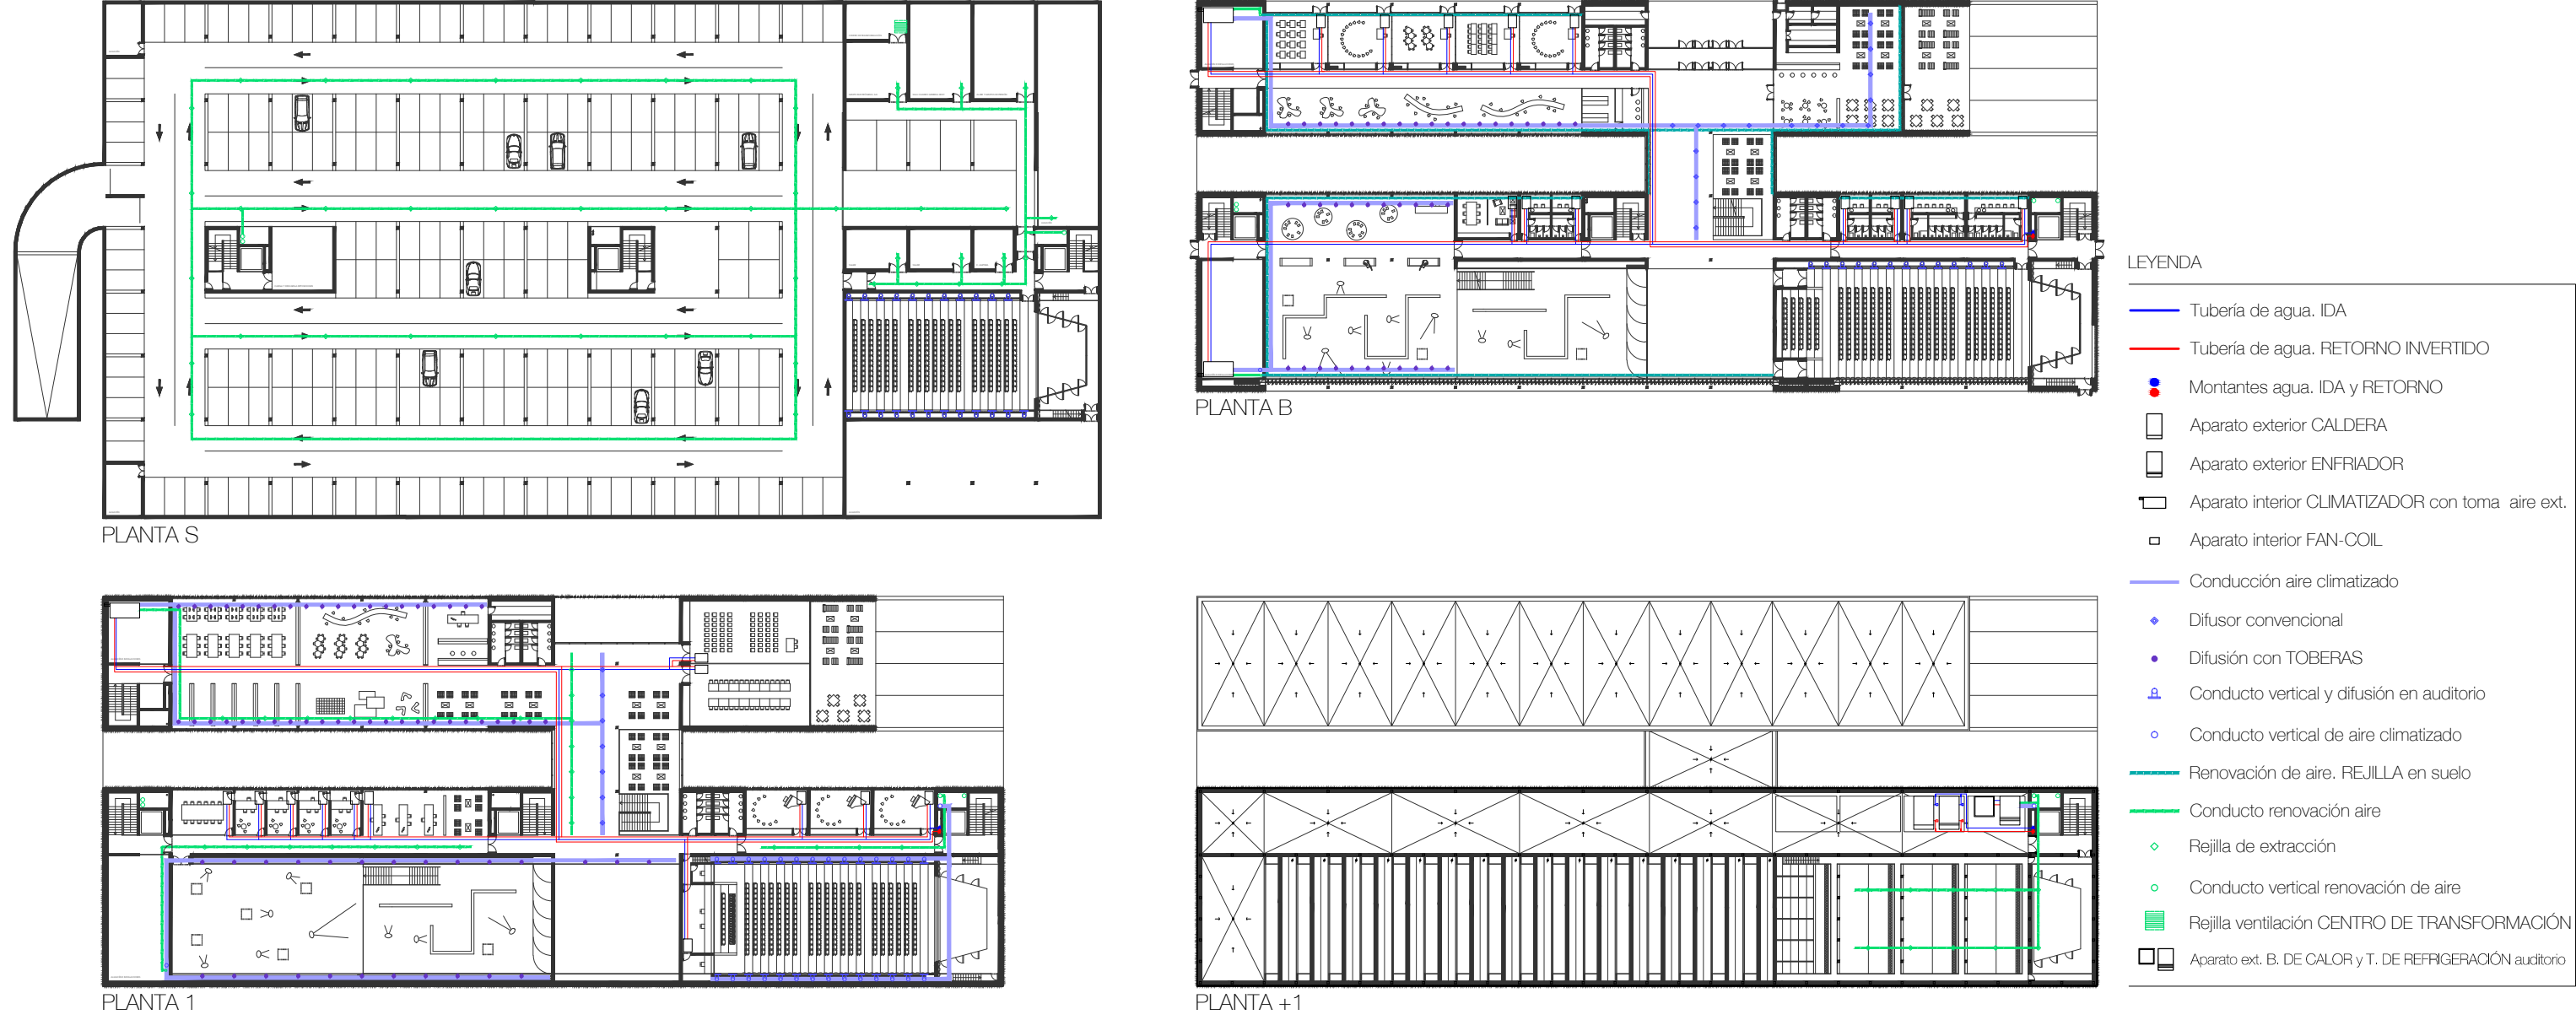 PLANTA S
PLANTA B
PLANTA 1
PLANTA +1
LEYENDA
Tubería de agua. IDA
Tubería de agua. RETORNO INVERTIDO
Montantes agua. IDA y RETORNO
Aparato exterior CALDERA
Aparato exterior ENFRIADOR
Aparato interior CLIMATIZADOR con toma aire ext.
Aparato interior FAN-COIL
Conducción aire climatizado
Difusor convencional
Difusión con TOBERAS
Conducto vertical y difusión en auditorio
Conducto vertical de aire climatizado
Renovación de aire. REJILLA en suelo
Conducto renovación aire
Rejilla de extracción
Conducto vertical renovación de aire
Rejilla ventilación CENTRO DE TRANSFORMACIÓN
Aparato ext. B. DE CALOR y T. DE REFRIGERACIÓN auditorio